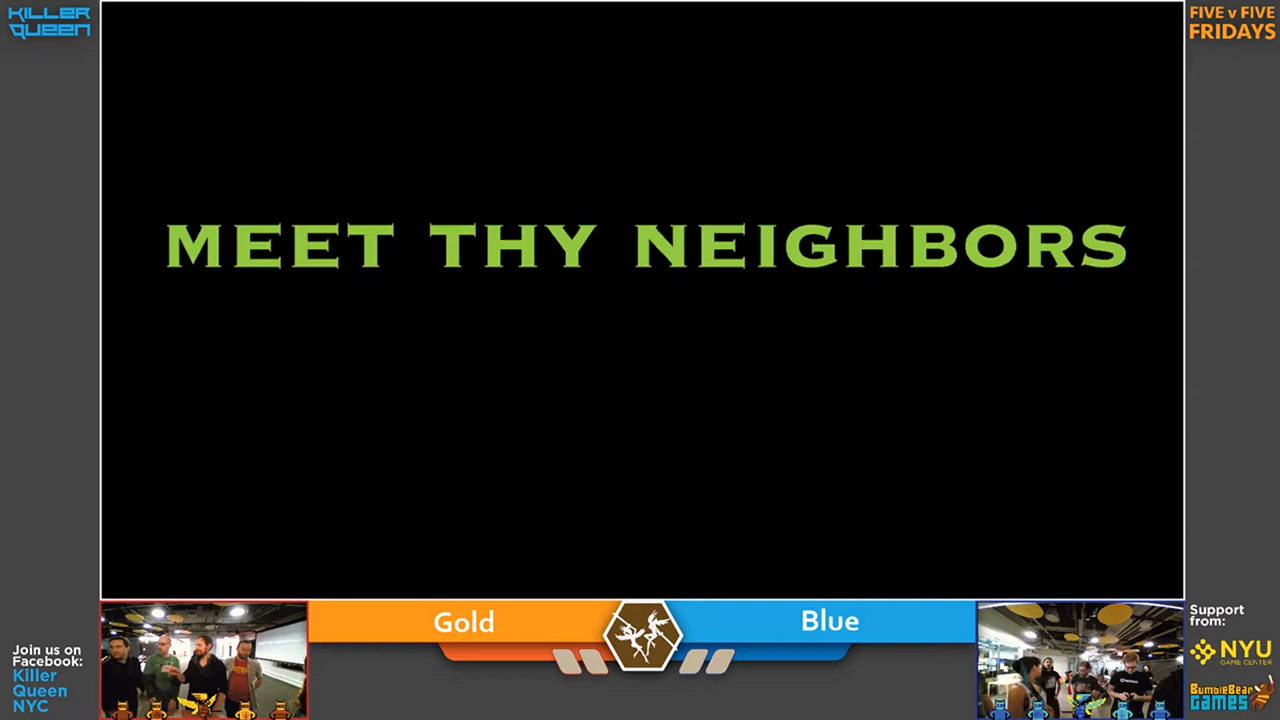 KILLER
QUEEN
FIVE v FIVE
FRIDAYS
MEET THY NEIGHBORS
Gold
Blue
Join us on
Facebook:
Killer
Queen
NYC
Support
from:
NYU
GAME CENTER
BUMBLEBEAR
GAMES